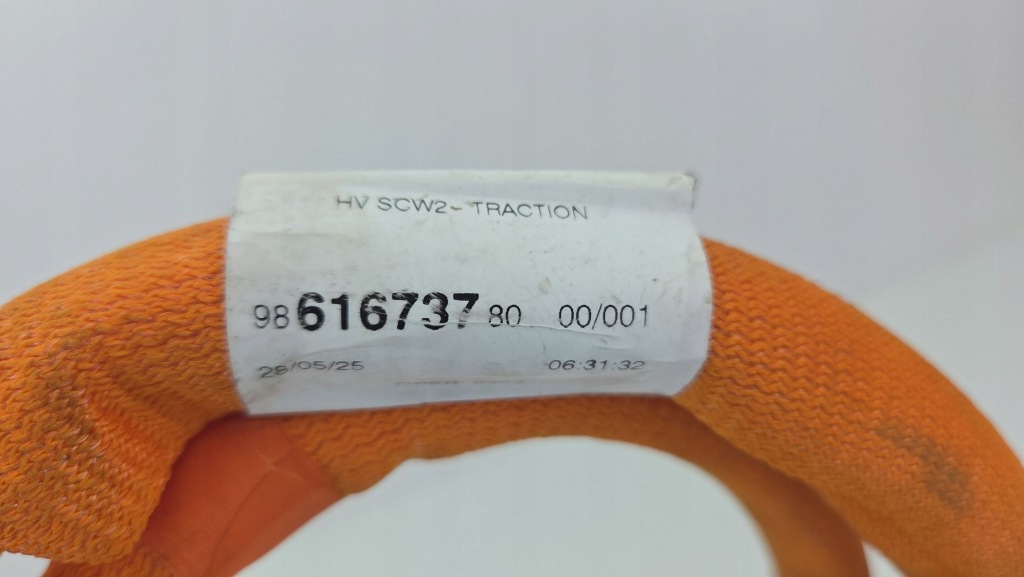 HV SCW2- TRACTION
98 616737 80 00/001
28/05/25 06:31:32